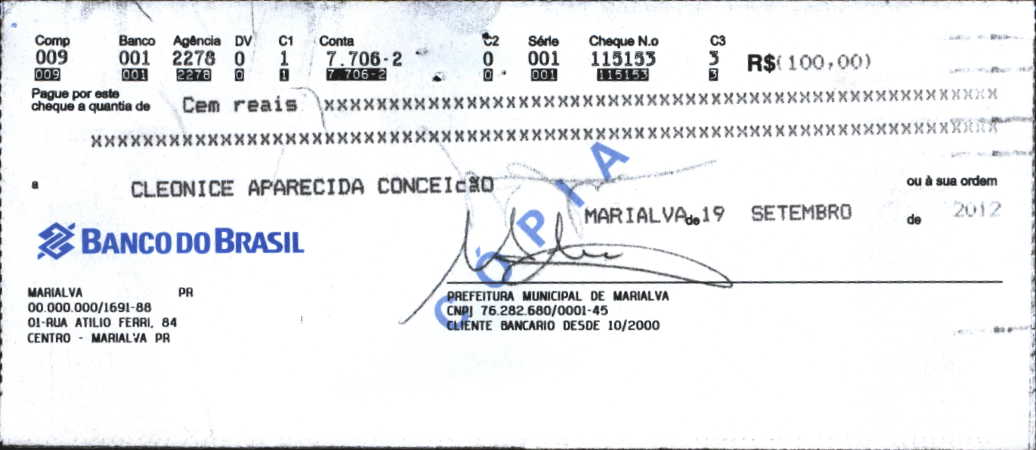 Comp Banco Agência DV C1 Conta C2 Série Cheque N.o C3
009 001 2278 0 1 7.706-2 0 001 115153 3 R$(100,00)
009 001 2278 0 1 7.706-2 0 001 115153 3
Pague por este
cheque a quantia de Cem reais \xxxxxxxxxxxxxxxxxxxxxxxxxxxxxxxxxxxxxxxxxxxxxxxxxxxxxxxxxxxxxxx
xxxxxxxxxxxxxxxxxxxxxxxxxxxxxxxxxxxxxxxxxxxxxxxxxxxxxxxxxxxxxxxxxxxxxxxxxxxxxxxxxxxx
a CLEONICE APARECIDA CONCEIcãO ou à sua ordem
MARIALVA de 19 SETEMBRO de 2012
CÓPIA
BANCO DO BRASIL
MARIALVA PR
00.000.000/1691-88
01-RUA ATILIO FERRI, 84
CENTRO - MARIALVA PR
PREFEITURA MUNICIPAL DE MARIALVA
CNPJ 76.282.680/0001-45
CLIENTE BANCARIO DESDE 10/2000